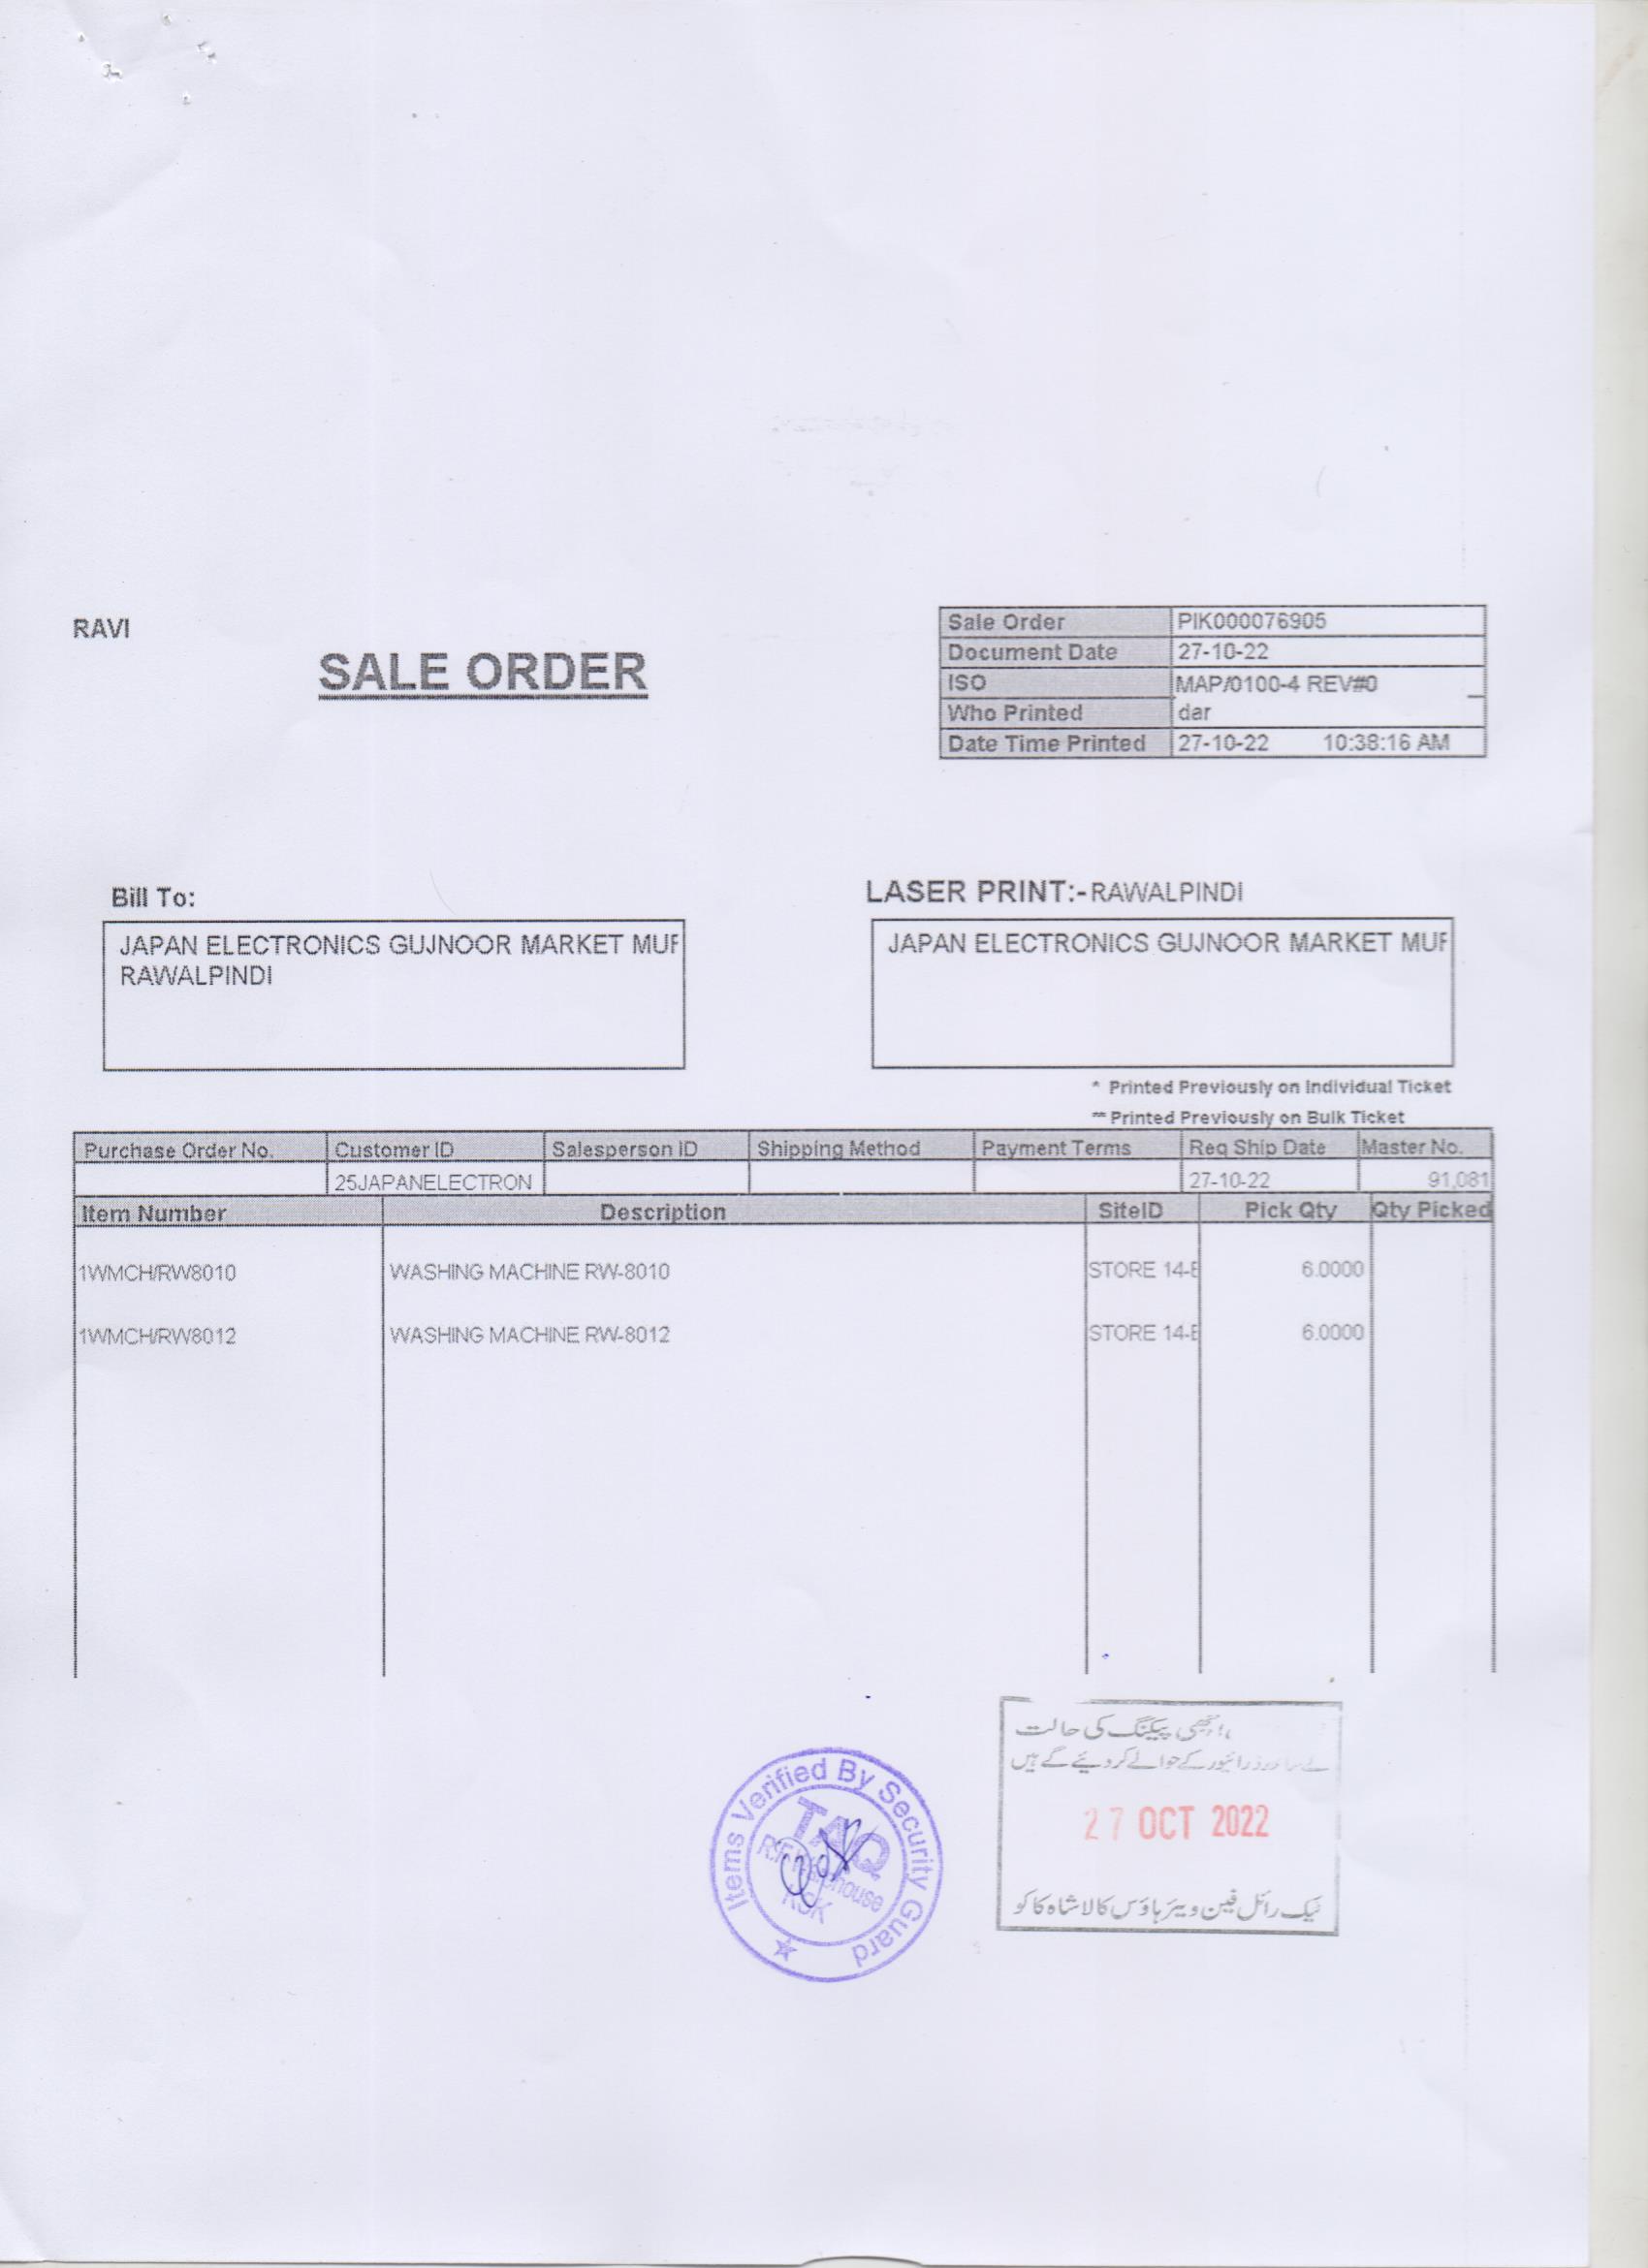 RAVI
SALE ORDER
Sale Order PIK000076905
Document Date 27-10-22
ISO MAP/0100-4 REV#0
Who Printed dar
Date Time Printed 27-10-22 10:38:16 AM
Bill To:
JAPAN ELECTRONICS GUJNOOR MARKET MUF
RAWALPINDI
LASER PRINT:-RAWALPINDI
JAPAN ELECTRONICS GUJNOOR MARKET MUF
* Printed Previously on Individual Ticket
** Printed Previously on Bulk Ticket
Purchase Order No. Customer ID Salesperson ID Shipping Method Payment Terms Req Ship Date Master No.
25JAPANELECTRON 27-10-22 91,081
Item Number Description SiteID Pick Qty Qty Picked
1WMCH/RW8010 WASHING MACHINE RW-8010 STORE 14-E 6.0000
1WMCH/RW8012 WASHING MACHINE RW-8012 STORE 14-E 6.0000
Items Verified By Security Guard
TAQ
Warehouse
KSK
اچھی پیکنگ کی حالت
ڈرائیور کے حوالے کر دیئے گے ہیں
27 OCT 2022
ٹیک رائل فین ویئر ہاؤس کالا شاہ کاکو